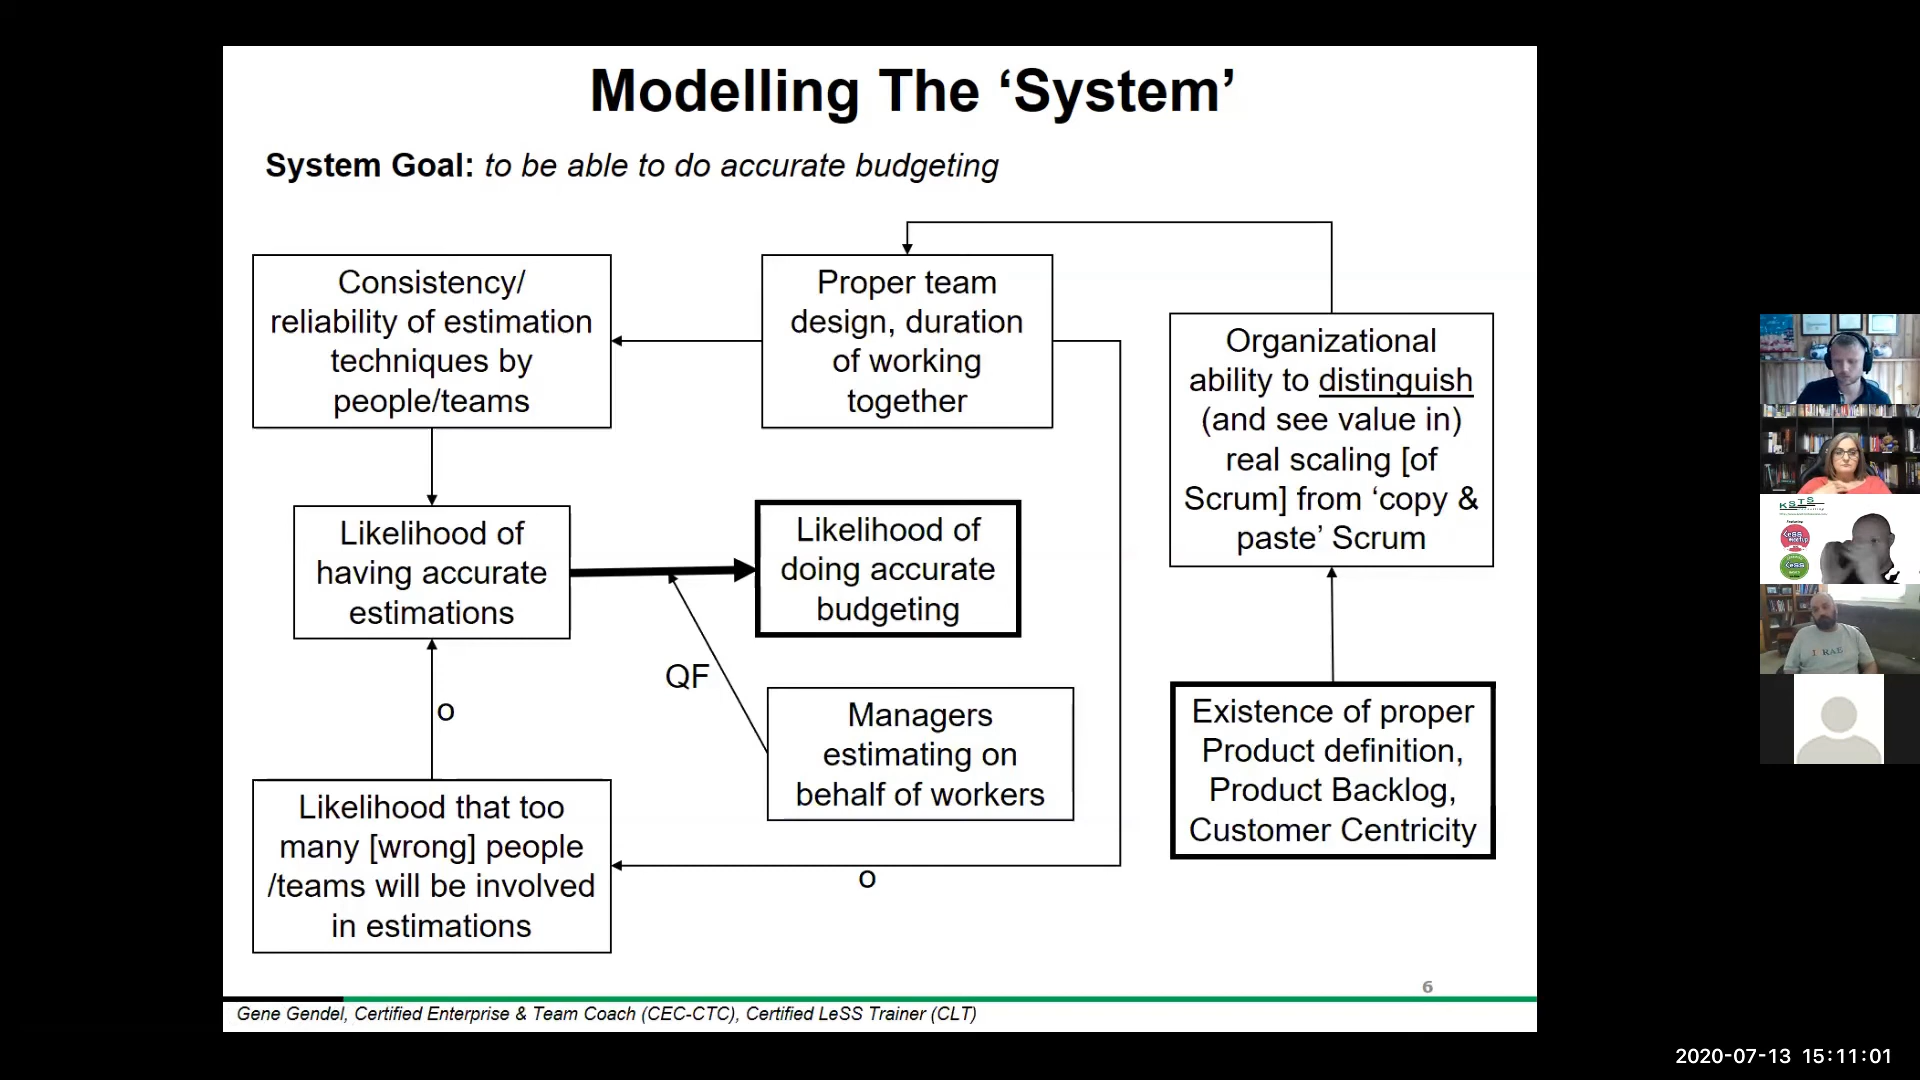 Modelling The ‘System’
System Goal: to be able to do accurate budgeting
Consistency/
reliability of estimation
techniques by
people/teams
Proper team
design, duration
of working
together
Organizational
ability to distinguish
(and see value in)
real scaling [of
Scrum] from ‘copy &
paste’ Scrum
Likelihood of
having accurate
estimations
Likelihood of
doing accurate
budgeting
QF
o
Managers
estimating on
behalf of workers
Existence of proper
Product definition,
Product Backlog,
Customer Centricity
Likelihood that too
many [wrong] people
/teams will be involved
in estimations
o
6
Gene Gendel, Certified Enterprise & Team Coach (CEC-CTC), Certified LeSS Trainer (CLT)
KSTS
LeSS
LeSS
2020-07-13 15:11:01